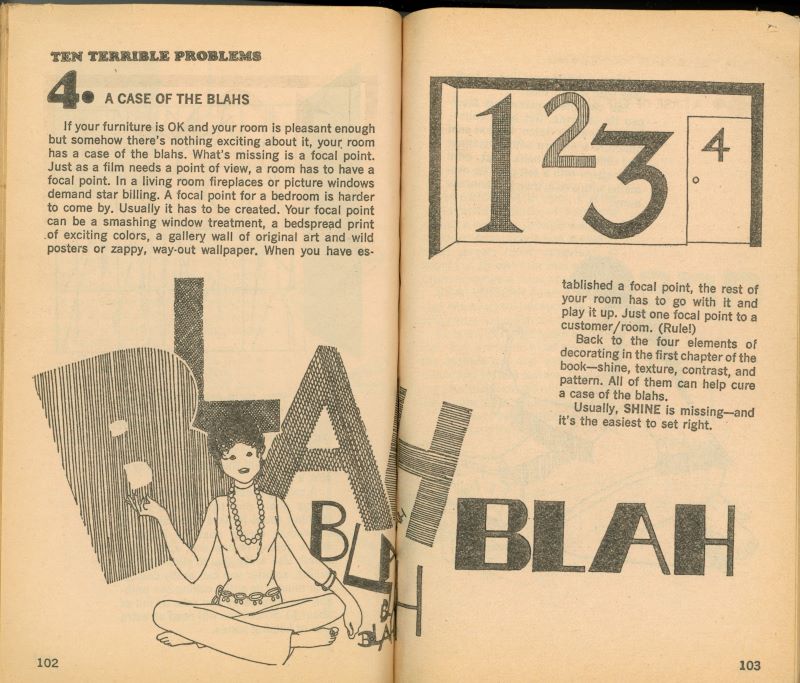 TEN TERRIBLE PROBLEMS
4. A CASE OF THE BLAHS
If your furniture is OK and your room is pleasant enough
but somehow there's nothing exciting about it, your room
has a case of the blahs. What's missing is a focal point.
Just as a film needs a point of view, a room has to have a
focal point. In a living room fireplaces or picture windows
demand star billing. A focal point for a bedroom is harder
to come by. Usually it has to be created. Your focal point
can be a smashing window treatment, a bedspread print
of exciting colors, a gallery wall of original art and wild
posters or zappy, way-out wallpaper. When you have es-
BLAH
BLAH
BLAH
102
1 2 3 4
tablished a focal point, the rest of
your room has to go with it and
play it up. Just one focal point to a
customer/room. (Rule!)
Back to the four elements of
decorating in the first chapter of the
book—shine, texture, contrast, and
pattern. All of them can help cure
a case of the blahs.
Usually, SHINE is missing—and
it's the easiest to set right.
BLAH
103